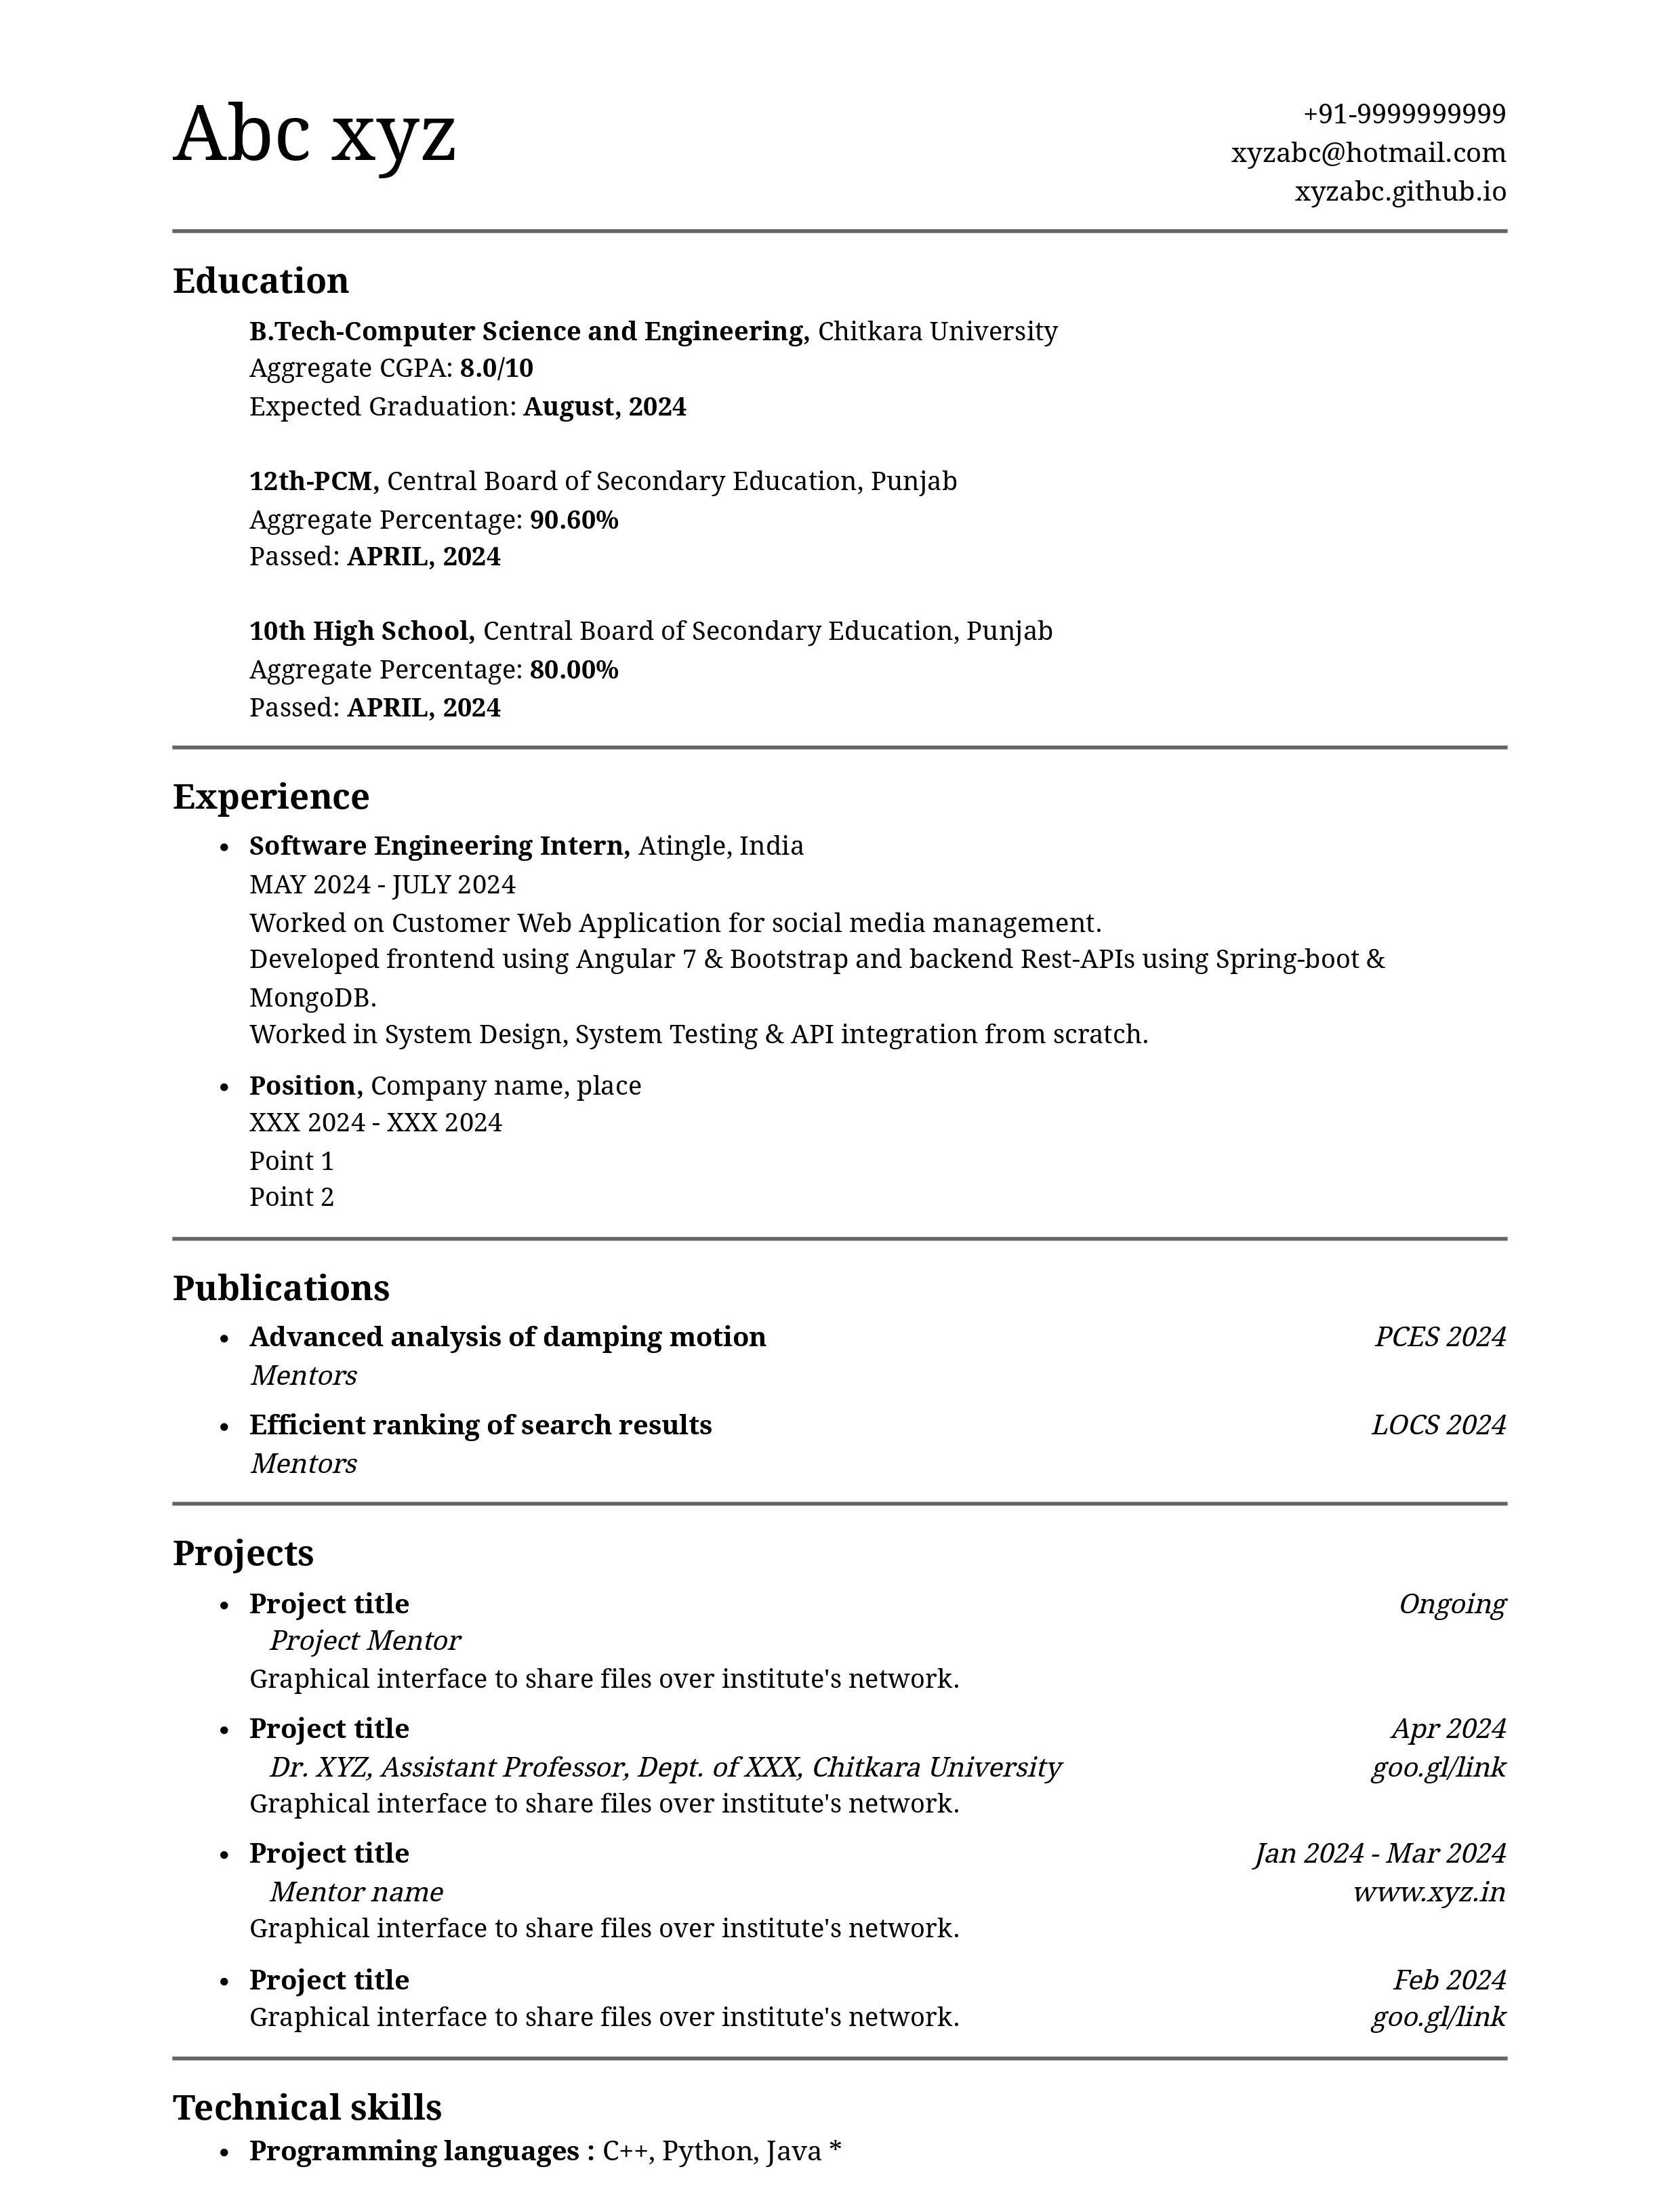 Abc xyz
+91-9999999999
xyzabc@hotmail.com
xyzabc.github.io
Education
B.Tech-Computer Science and Engineering, Chitkara University
Aggregate CGPA: 8.0/10
Expected Graduation: August, 2024
12th-PCM, Central Board of Secondary Education, Punjab
Aggregate Percentage: 90.60%
Passed: APRIL, 2024
10th High School, Central Board of Secondary Education, Punjab
Aggregate Percentage: 80.00%
Passed: APRIL, 2024
Experience
• Software Engineering Intern, Atingle, India
MAY 2024 - JULY 2024
Worked on Customer Web Application for social media management.
Developed frontend using Angular 7 & Bootstrap and backend Rest-APIs using Spring-boot &
MongoDB.
Worked in System Design, System Testing & API integration from scratch.
• Position, Company name, place
XXX 2024 - XXX 2024
Point 1
Point 2
Publications
• Advanced analysis of damping motion PCES 2024
Mentors
• Efficient ranking of search results LOCS 2024
Mentors
Projects
• Project title Ongoing
Project Mentor
Graphical interface to share files over institute's network.
• Project title Apr 2024
Dr. XYZ, Assistant Professor, Dept. of XXX, Chitkara University goo.gl/link
Graphical interface to share files over institute's network.
• Project title Jan 2024 - Mar 2024
Mentor name www.xyz.in
Graphical interface to share files over institute's network.
• Project title Feb 2024
Graphical interface to share files over institute's network. goo.gl/link
Technical skills
• Programming languages : C++, Python, Java *